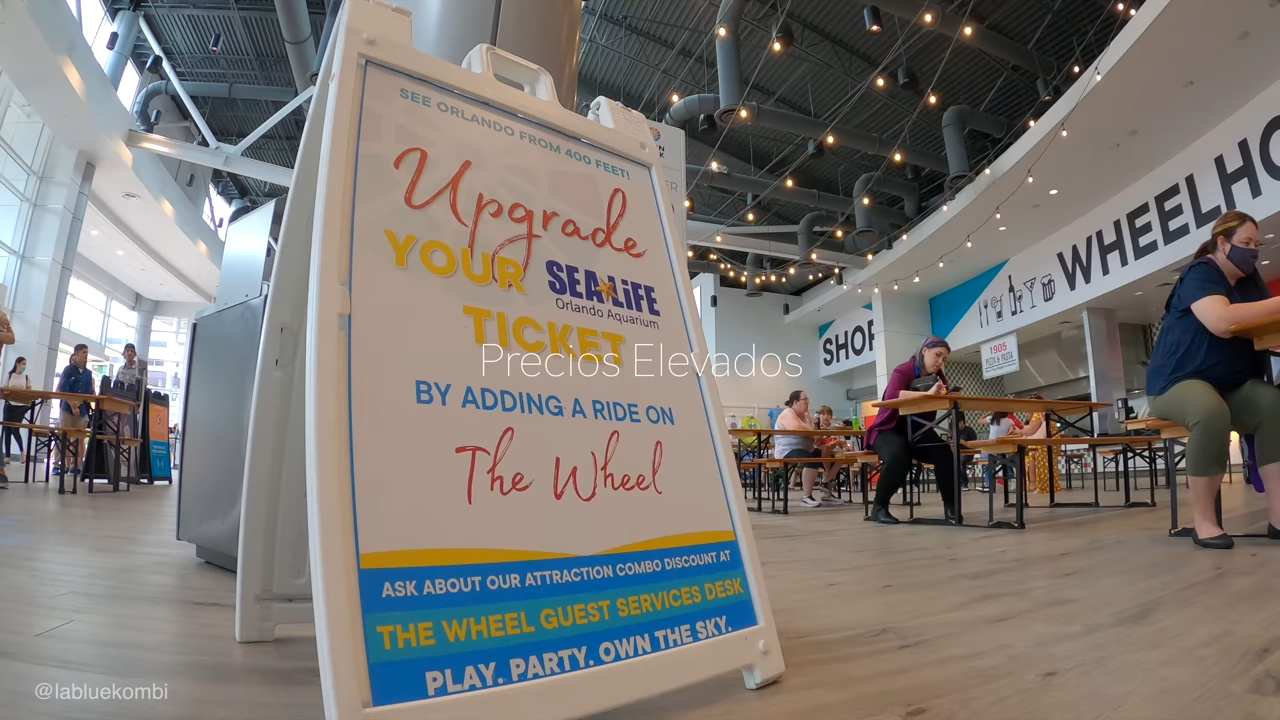 SEE ORLANDO FROM 400 FEET!
Upgrade
YOUR SEA LiFE
Orlando Aquarium
TICKET
Precios Elevados
BY ADDING A RIDE ON
The Wheel
ASK ABOUT OUR ATTRACTION COMBO DISCOUNT AT
THE WHEEL GUEST SERVICES DESK
PLAY. PARTY. OWN THE SKY.
SHOP
WHEELHO
1905
PIZZA & PASTA
@labluekombi